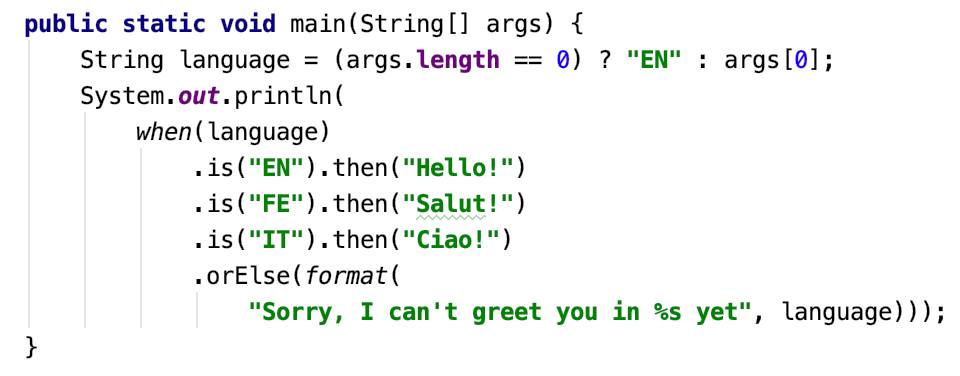 public static void main(String[] args) {
    String language = (args.length == 0) ? "EN" : args[0];
    System.out.println(
        when(language)
            .is("EN").then("Hello!")
            .is("FE").then("Salut!")
            .is("IT").then("Ciao!")
            .orElse(format(
                "Sorry, I can't greet you in %s yet", language)));
}